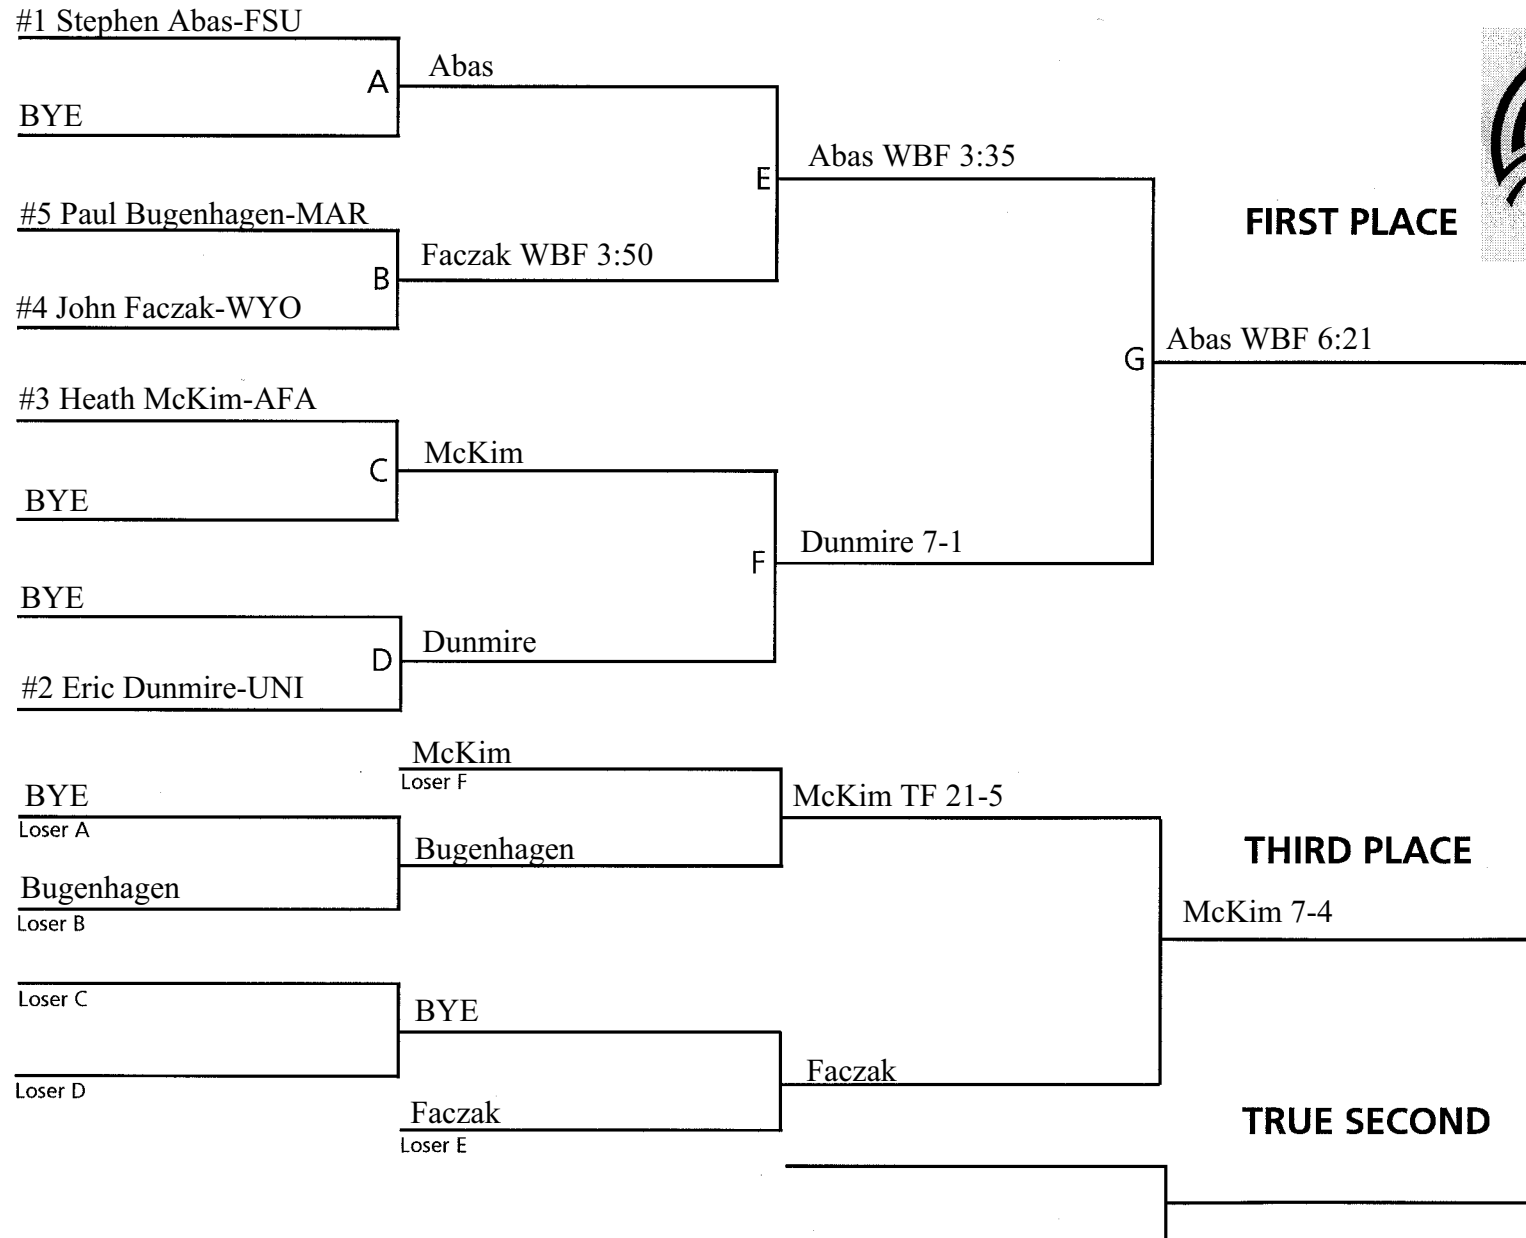 #1 Stephen Abas-FSU
Abas
A
BYE
Abas WBF 3:35
E
#5 Paul Bugenhagen-MAR
FIRST PLACE
Faczak WBF 3:50
B
#4 John Faczak-WYO
Abas WBF 6:21
G
#3 Heath McKim-AFA
McKim
C
BYE
Dunmire 7-1
F
BYE
Dunmire
D
#2 Eric Dunmire-UNI
McKim
Loser F
BYE
McKim TF 21-5
Loser A
Bugenhagen
THIRD PLACE
Bugenhagen
Loser B
McKim 7-4
Loser C
BYE
Faczak
Loser D
Faczak
TRUE SECOND
Loser E